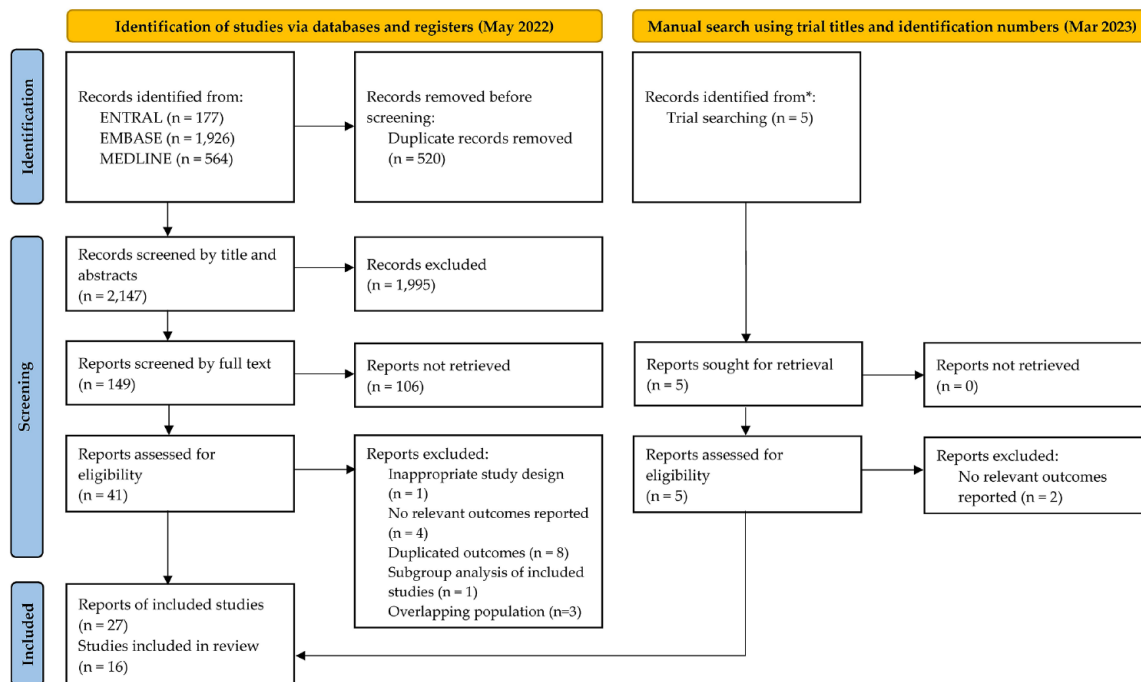 Identification of studies via databases and registers (May 2022)
Manual search using trial titles and identification numbers (Mar 2023)
Identification
Records identified from:
ENTRAL (n = 177)
EMBASE (n = 1,926)
MEDLINE (n = 564)
Records removed before
screening:
Duplicate records removed
(n = 520)
Records identified from*:
Trial searching (n = 5)
Screening
Records screened by title and
abstracts
(n = 2,147)
Records excluded
(n = 1,995)
Reports screened by full text
(n = 149)
Reports not retrieved
(n = 106)
Reports sought for retrieval
(n = 5)
Reports not retrieved
(n = 0)
Reports assessed for
eligibility
(n = 41)
Reports excluded:
Inappropriate study design
(n = 1)
No relevant outcomes reported
(n = 4)
Duplicated outcomes (n = 8)
Subgroup analysis of included
studies (n = 1)
Overlapping population (n=3)
Reports assessed for
eligibility
(n = 5)
Reports excluded:
No relevant outcomes
reported (n = 2)
Included
Reports of included studies
(n = 27)
Studies included in review
(n = 16)